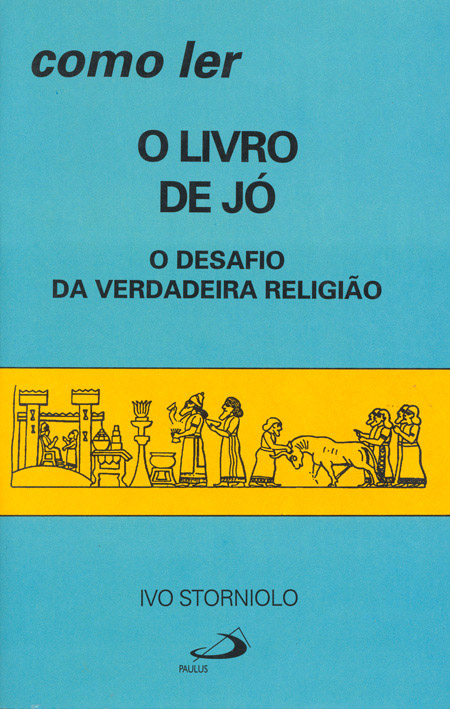 como ler
O LIVRO
DE JÓ
O DESAFIO
DA VERDADEIRA RELIGIÃO
IVO STORNIOLO
PAULUS